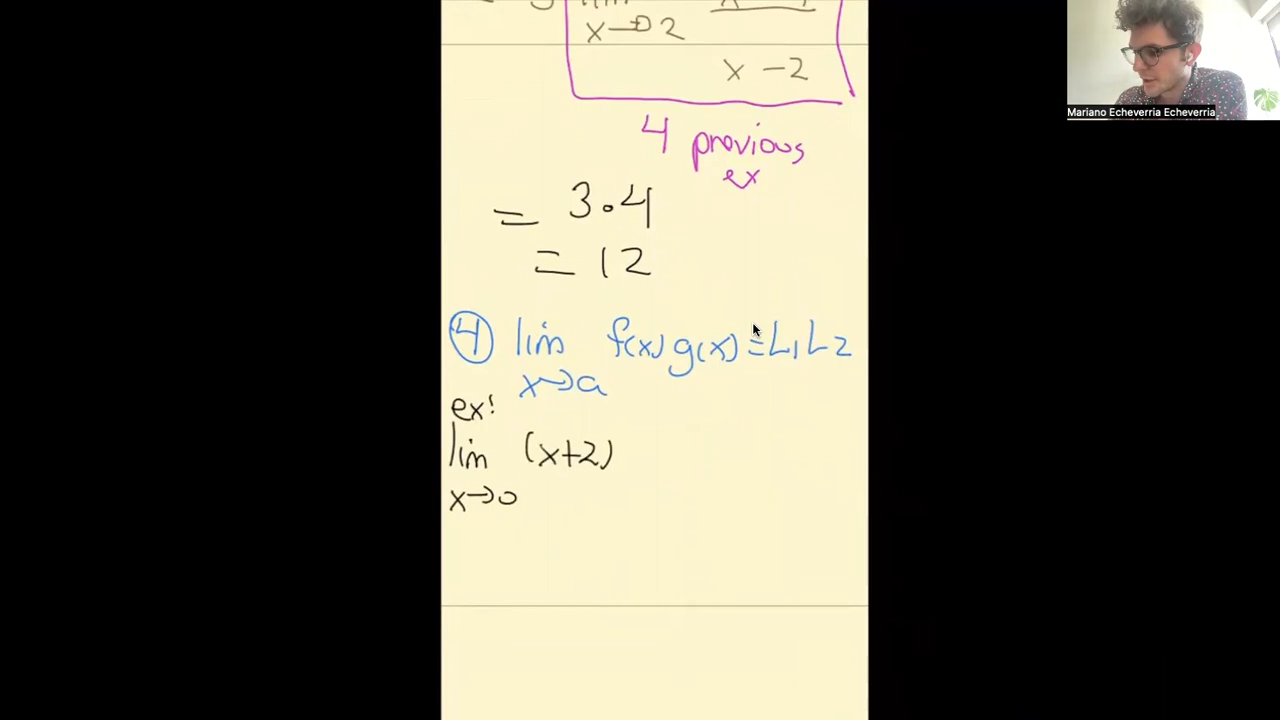 x→2
x-2
4 previous
ex
= 3·4
= 12
④ lim f(x) g(x) = L1 L2
x→a
ex:
lim (x+2)
x→0
Mariano Echeverria Echeverria